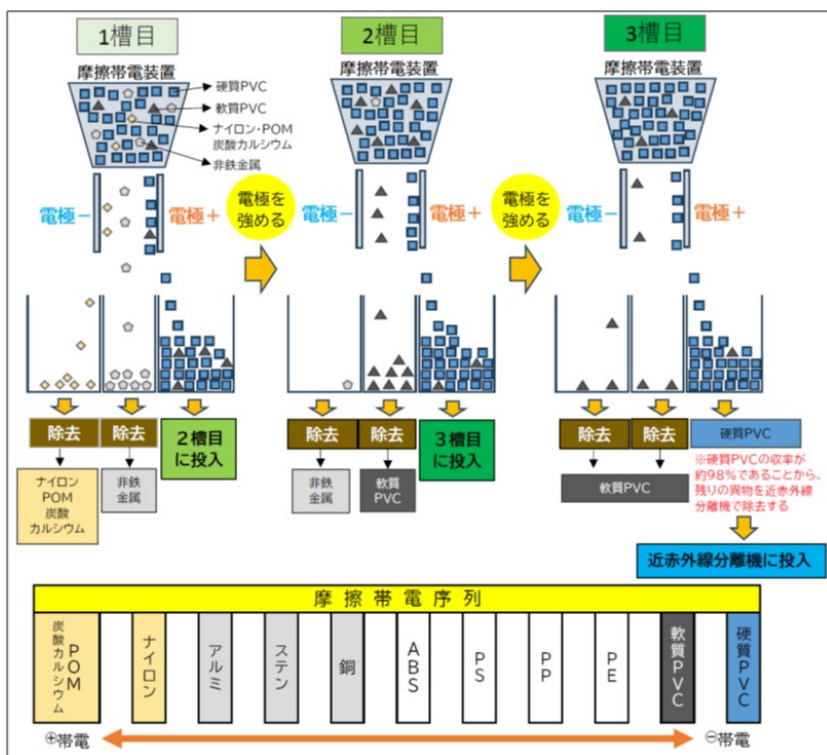 1槽目
2槽目
3槽目
摩擦帯電装置
摩擦帯電装置
摩擦帯電装置
硬質PVC
軟質PVC
ナイロン・POM
炭酸カルシウム
非鉄金属
電極−
電極＋
電極を
強める
電極−
電極＋
電極を
強める
電極−
電極＋
除去
除去
2槽目
に投入
除去
除去
3槽目
に投入
除去
除去
硬質PVC
ナイロン
POM
炭酸
カルシウム
非鉄
金属
非鉄
金属
軟質
PVC
軟質PVC
※硬質PVCの収率が
約98%であることから、
残りの異物を近赤外線
分離機で除去する
近赤外線分離機に投入
摩擦帯電序列
POM
炭酸カルシウム
ナイロン
アルミ
ステン
銅
ABS
PS
PP
PE
軟質PVC
硬質PVC
⊕帯電
⊖帯電